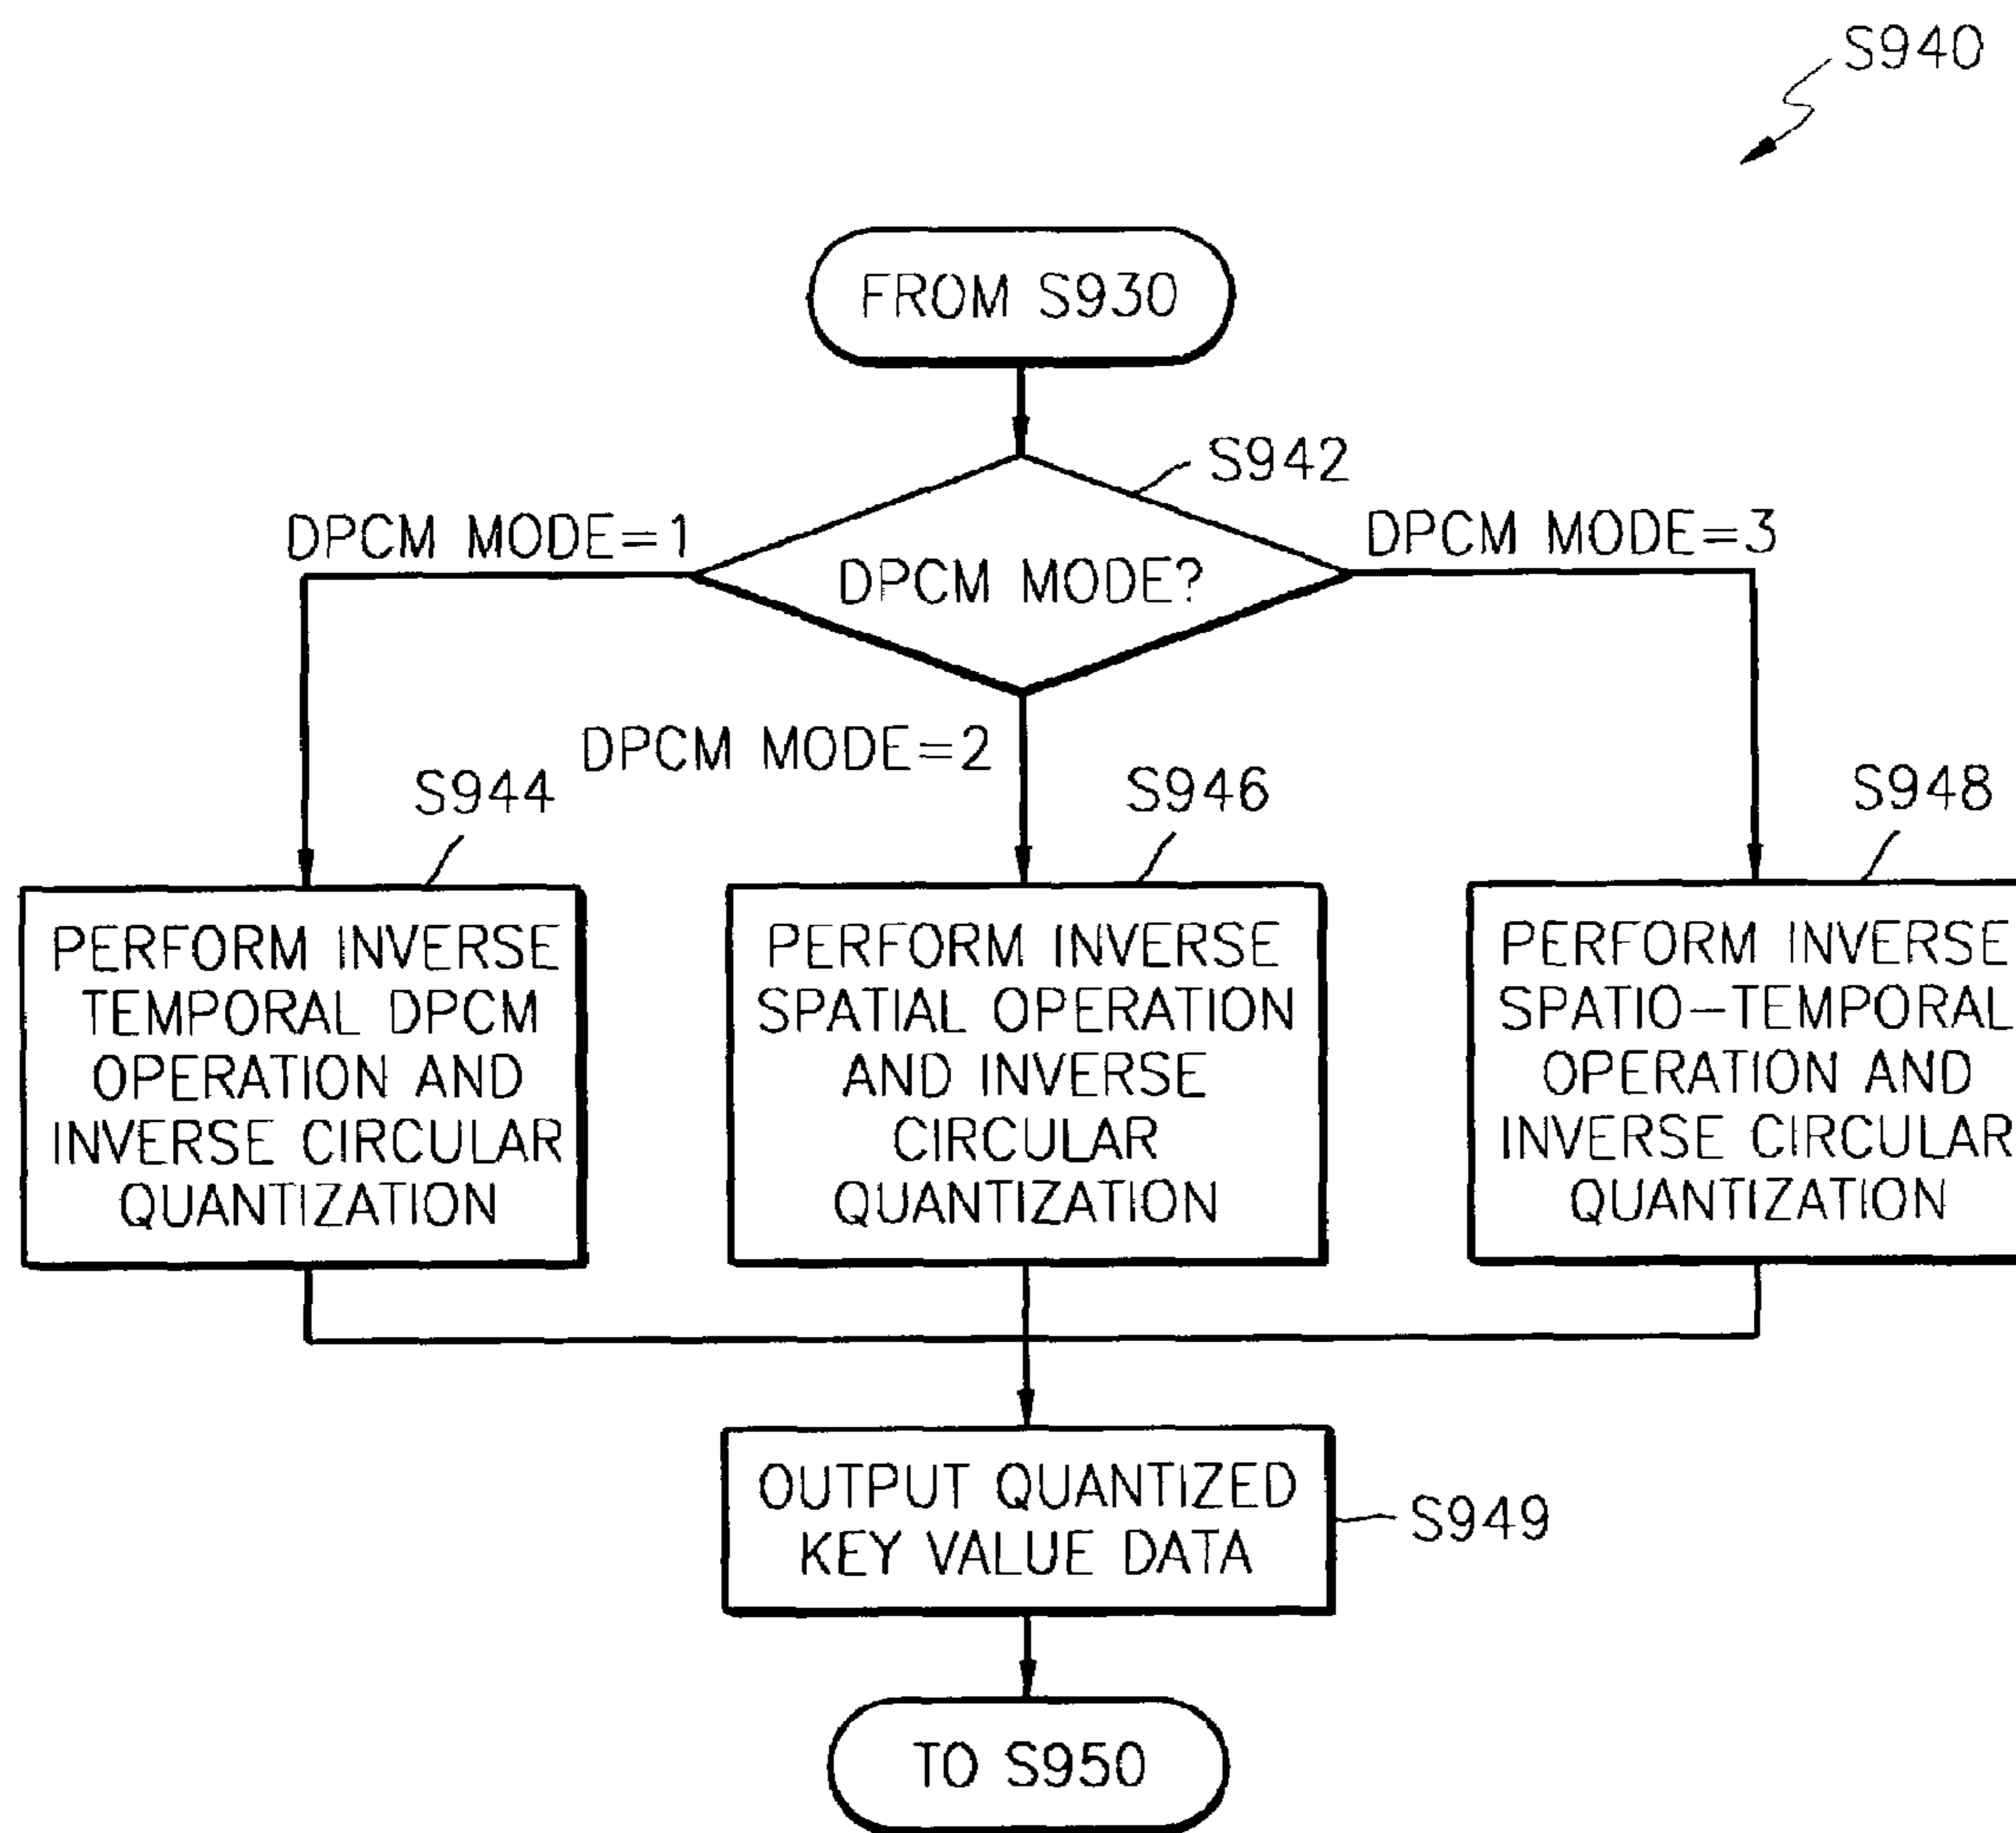 S940
FROM S930
S942
DPCM MODE=1
DPCM MODE=3
DPCM MODE?
DPCM MODE=2
S944
S946
S948
PERFORM INVERSE
TEMPORAL DPCM
OPERATION AND
INVERSE CIRCULAR
QUANTIZATION
PERFORM INVERSE
SPATIAL OPERATION
AND INVERSE
CIRCULAR
QUANTIZATION
PERFORM INVERSE
SPATIO-TEMPORAL
OPERATION AND
INVERSE CIRCULAR
QUANTIZATION
OUTPUT QUANTIZED
KEY VALUE DATA
S949
TO S950